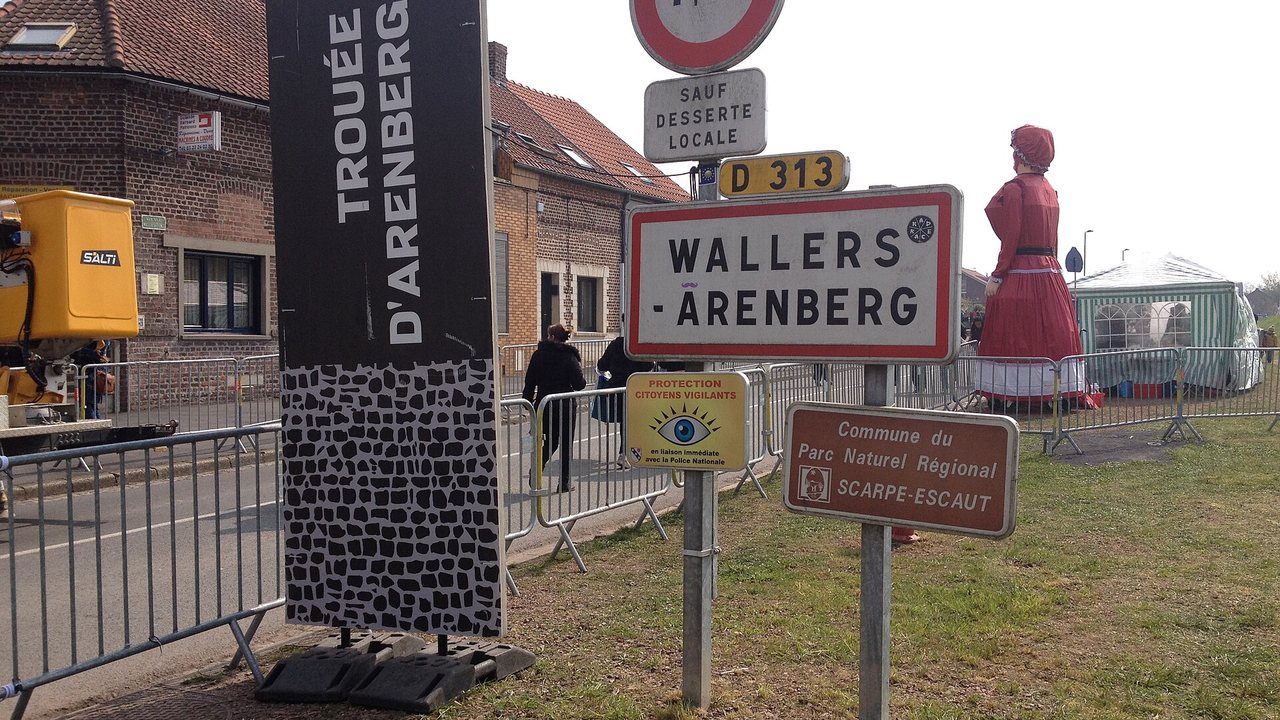 TROUÉE
D'ARENBERG
SAUF
DESSERTE
LOCALE
D 313
WALLERS
-ARENBERG
PROTECTION
CITOYENS VIGILANTS
en liaison immédiate
avec la Police Nationale
Commune du
Parc Naturel Régional
SCARPE-ESCAUT
SALTI